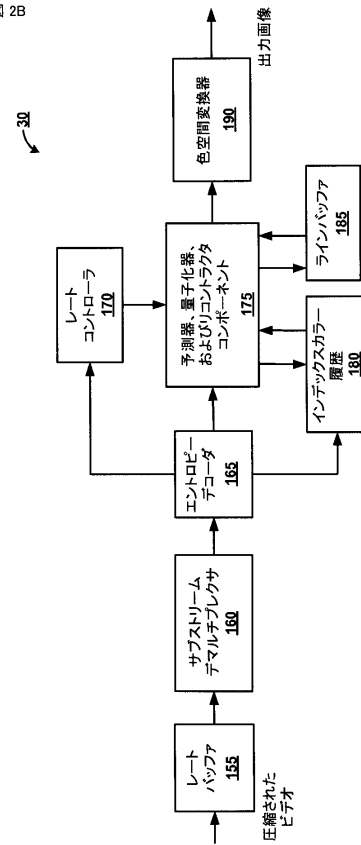 図 2B
30
圧縮された
ビデオ
レート
バッファ
155
サブストリーム
デマルチプレクサ
160
エントロピー
デコーダ
165
レート
コントローラ
170
予測器、量子化器、
およびリコントラクタ
コンポーネント
175
インデックスカラー
履歴
180
ラインバッファ
185
色空間変換器
190
出力画像